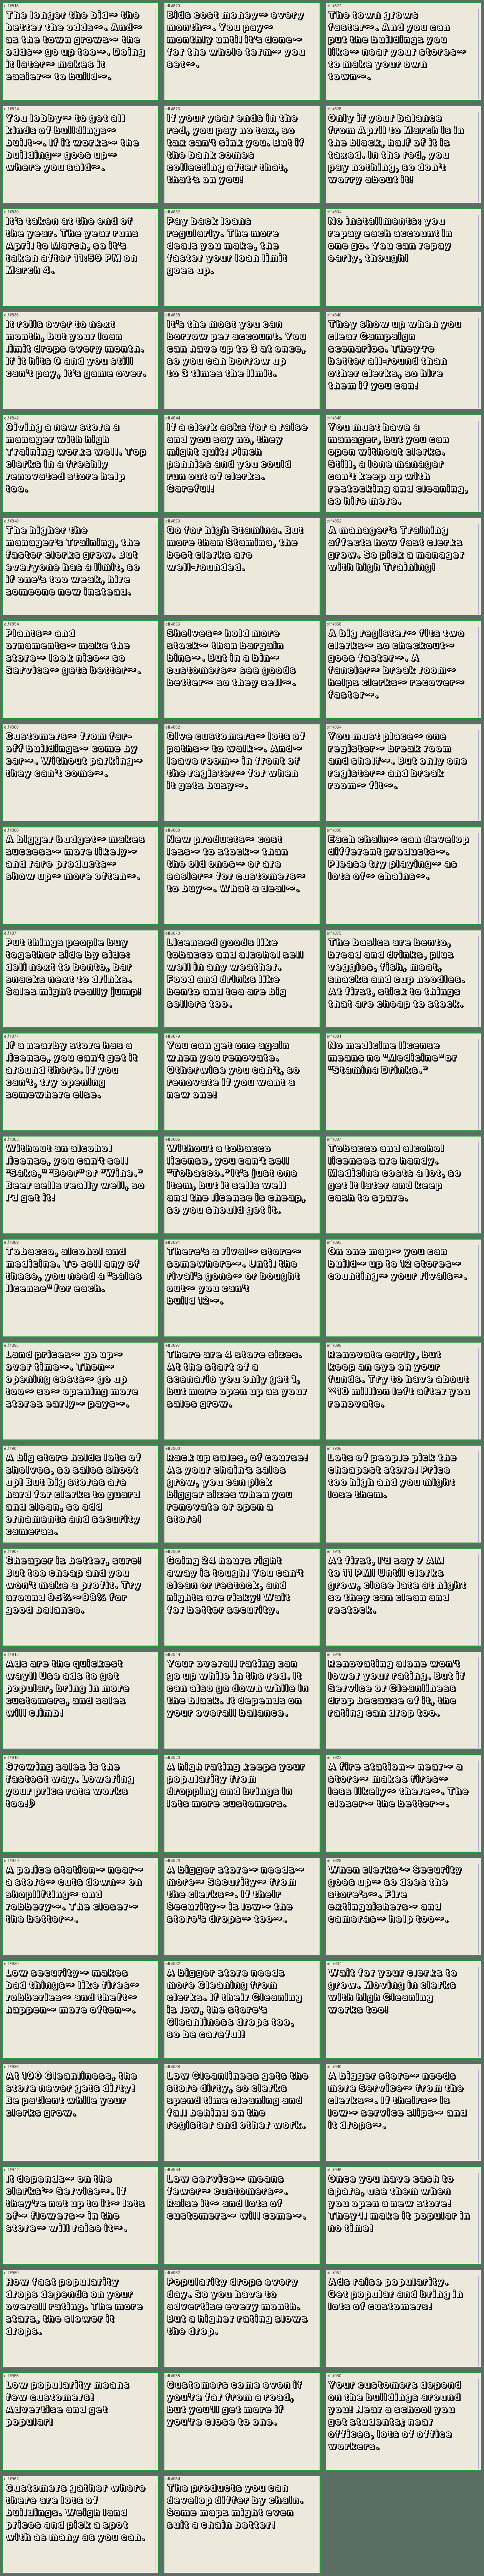 The longer the bid~ the
better the odds~. And~
as the town grows~ the
odds~ go up too~. Doing
it later~ makes it
easier~ to build~.
Bids cost money~ every
month~. You pay~
monthly until it's done~
for the whole term~ you
set~.
The town grows
faster~. And you can
put the buildings you
like~ near your stores~
to make your own
town~.
You lobby~ to get all
kinds of buildings~
built~. If it works~ the
building~ goes up~
where you said~.
If your year ends in the
red, you pay no tax, so
tax can't sink you. But if
the bank comes
collecting after that,
that's on you!
Only if your balance
from April to March is in
the black, half of it is
taxed. In the red, you
pay nothing, so don't
worry about it!
It's taken at the end of
the year. The year runs
April to March, so it's
taken after 11:59 PM on
March 4.
Pay back loans
regularly. The more
deals you make, the
faster your loan limit
goes up.
No installments: you
repay each account in
one go. You can repay
early, though!
It rolls over to next
month, but your loan
limit drops every month.
If it hits 0 and you still
can't pay, it's game over.
It's the most you can
borrow per account. You
can have up to 3 at once,
so you can borrow up
to 3 times the limit.
They show up when you
clear Campaign
scenarios. They're
better all-round than
other clerks, so hire
them if you can!
Giving a new store a
manager with high
Training works well. Top
clerks in a freshly
renovated store help
too.
If a clerk asks for a raise
and you say no, they
might quit! Pinch
pennies and you could
run out of clerks.
Careful!
You must have a
manager, but you can
open without clerks.
Still, a lone manager
can't keep up with
restocking and cleaning,
so hire more.
The higher the
manager's Training, the
faster clerks grow. But
everyone has a limit, so
if one's too weak, hire
someone new instead.
Go for high Stamina. But
more than Stamina, the
best clerks are
well-rounded.
A manager's Training
affects how fast clerks
grow. So pick a manager
with high Training!
Plants~ and
ornaments~ make the
store~ look nice~ so
Service~ gets better~.
Shelves~ hold more
stock~ than bargain
bins~. But in a bin~
customers~ see goods
better~ so they sell~.
A big register~ fits two
clerks~ so checkout~
goes faster~. A
fancier~ break room~
helps clerks~ recover~
faster~.
Customers~ from far-
off buildings~ come by
car~. Without parking~
they can't come~.
Give customers~ lots of
paths~ to walk~. And~
leave room~ in front of
the register~ for when
it gets busy~.
You must place~ one
register~ break room
and shelf~. But only one
register~ and break
room~ fit~.
A bigger budget~ makes
success~ more likely~
and rare products~
show up~ more often~.
New products~ cost
less~ to stock~ than
the old ones~ or are
easier~ for customers~
to buy~. What a deal~.
Each chain~ can develop
different products~.
Please try playing~ as
lots of~ chains~.
Put things people buy
together side by side:
deli next to bento, bar
snacks next to drinks.
Sales might really jump!
Licensed goods like
tobacco and alcohol sell
well in any weather.
Food and drinks like
bento and tea are big
sellers too.
The basics are bento,
bread and drinks, plus
veggies, fish, meat,
snacks and cup noodles.
At first, stick to things
that are cheap to stock.
If a nearby store has a
license, you can't get it
around there. If you
can't, try opening
somewhere else.
You can get one again
when you renovate.
Otherwise you can't, so
renovate if you want a
new one!
No medicine license
means no "Medicine" or
"Stamina Drinks."
Without an alcohol
license, you can't sell
"Sake," "Beer" or "Wine."
Beer sells really well, so
I'd get it!
Without a tobacco
license, you can't sell
"Tobacco." It's just one
item, but it sells well
and the license is cheap,
so you should get it.
Tobacco and alcohol
licenses are handy.
Medicine costs a lot, so
get it later and keep
cash to spare.
Tobacco, alcohol and
medicine. To sell any of
these, you need a "sales
license" for each.
There's a rival~ store~
somewhere~. Until the
rival's gone~ or bought
out~ you can't
build 12~.
On one map~ you can
build~ up to 12 stores~
counting~ your rivals~.
Land prices~ go up~
over time~. Then~
opening costs~ go up
too~ so~ opening more
stores early~ pays~.
There are 4 store sizes.
At the start of a
scenario you only get 1,
but more open up as your
sales grow.
Renovate early, but
keep an eye on your
funds. Try to have about
¥10 million left after you
renovate.
A big store holds lots of
shelves, so sales shoot
up! But big stores are
hard for clerks to guard
and clean, so add
ornaments and security
cameras.
Rack up sales, of course!
As your chain's sales
grow, you can pick
bigger sizes when you
renovate or open a
store!
Lots of people pick the
cheapest store! Price
too high and you might
lose them.
Cheaper is better, sure!
But too cheap and you
won't make a profit. Try
around 95%~98% for
good balance.
Going 24 hours right
away is tough! You can't
clean or restock, and
nights are risky! Wait
for better security.
At first, I'd say 7 AM
to 11 PM! Until clerks
grow, close late at night
so they can clean and
restock.
Ads are the quickest
way!! Use ads to get
popular, bring in more
customers, and sales
will climb!
Your overall rating can
go up while in the red. It
can also go down while in
the black. It depends on
your overall balance.
Renovating alone won't
lower your rating. But if
Service or Cleanliness
drop because of it, the
rating can drop too.
Growing sales is the
fastest way. Lowering
your price rate works
too!♪
A high rating keeps your
popularity from
dropping and brings in
lots more customers.
A fire station~ near~ a
store~ makes fires~
less likely~ there~. The
closer~ the better~.
A police station~ near~
a store~ cuts down~ on
shoplifting~ and
robbery~. The closer~
the better~.
A bigger store~ needs~
more~ Security~ from
the clerks~. If their
Security~ is low~ the
store's drops~ too~.
When clerks'~ Security
goes up~ so does the
store's~. Fire
extinguishers~ and
cameras~ help too~.
Low security~ makes
bad things~ like fires~
robberies~ and theft~
happen~ more often~.
A bigger store needs
more Cleaning from
clerks. If their Cleaning
is low, the store's
Cleanliness drops too,
so be careful!
Wait for your clerks to
grow. Moving in clerks
with high Cleaning
works too!
At 100 Cleanliness, the
store never gets dirty!
Be patient while your
clerks grow.
Low Cleanliness gets the
store dirty, so clerks
spend time cleaning and
fall behind on the
register and other work.
A bigger store~ needs
more Service~ from the
clerks~. If theirs~ is
low~ service slips~ and
it drops~.
It depends~ on the
clerks'~ Service~. If
they're not up to it~ lots
of~ flowers~ in the
store~ will raise it~.
Low service~ means
fewer~ customers~.
Raise it~ and lots of
customers~ will come~.
Once you have cash to
spare, use them when
you open a new store!
They'll make it popular in
no time!
How fast popularity
drops depends on your
overall rating. The more
stars, the slower it
drops.
Popularity drops every
day. So you have to
advertise every month.
But a higher rating slows
the drop.
Ads raise popularity.
Get popular and bring in
lots of customers!
Low popularity means
few customers!
Advertise and get
popular!
Customers come even if
you're far from a road,
but you'll get more if
you're close to one.
Your customers depend
on the buildings around
you! Near a school you
get students; near
offices, lots of office
workers.
Customers gather where
there are lots of
buildings. Weigh land
prices and pick a spot
with as many as you can.
The products you can
develop differ by chain.
Some maps might even
suit a chain better!